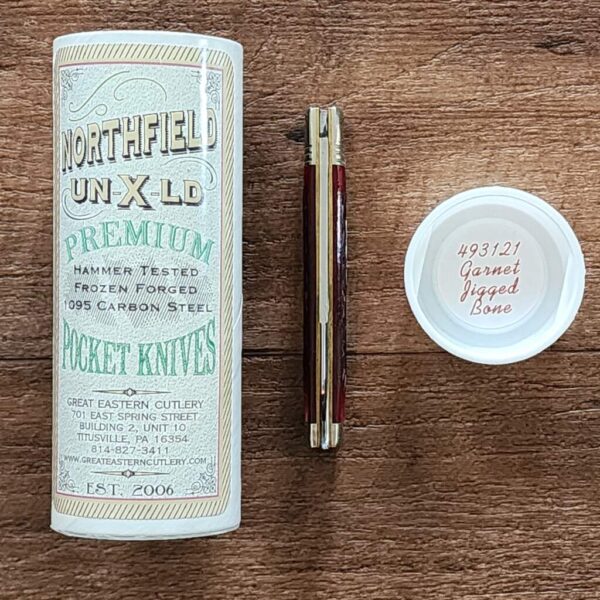 NORTHFIELD
UN-X-LD
PREMIUM
HAMMER TESTED
FROZEN FORGED
1095 CARBON STEEL
POCKET KNIVES
GREAT EASTERN CUTLERY
701 EAST SPRING STREET
BUILDING 2, UNIT 10
TITUSVILLE, PA 16354
814-827-3411
WWW.GREATEASTERNCUTLERY.COM
EST. 2006
493121
Garnet
Jigged
Bone